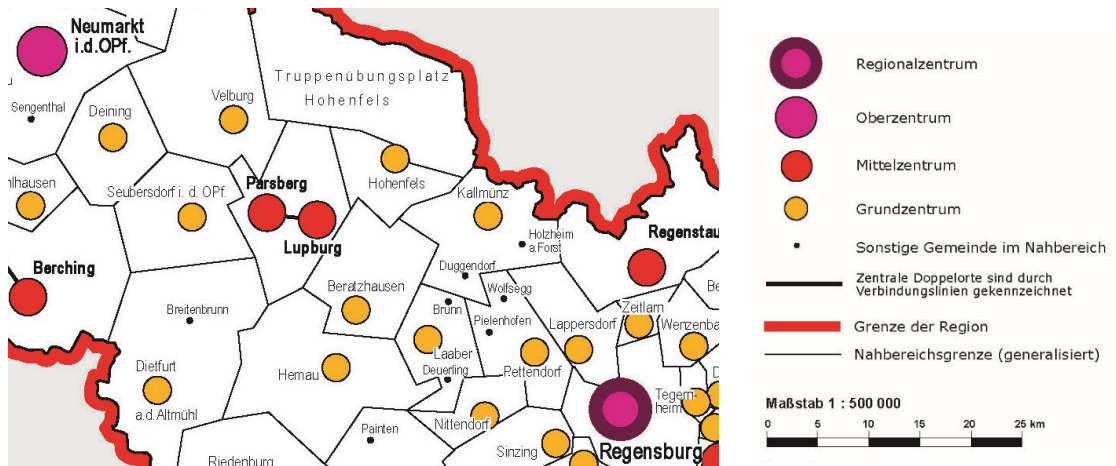 Neumarkt
i.d.OPf.
Truppenübungsplatz
Hohenfels
Velburg
Sengenthal
Deining
Hohenfels
Parsberg
Seubersdorf i. d. OPf.
Kallmünz
Lupburg
Holzheim
a.Forst
Berching
Duggendorf
Beratzhausen
Wolfsegg
Breitenbrunn
Brunn
Zeitlarn
Pielenhofen
Lappersdorf
Laaber
Dietfurt
Hemau
Deuerling
Pettendorf
a.d. Altmühl
Nittendorf
Painten
Sinzing
Regensburg
Riedenburg
Regionalzentrum
Oberzentrum
Mittelzentrum
Grundzentrum
Sonstige Gemeinde im Nahbereich
Zentrale Doppelorte sind durch
Verbindungslinien gekennzeichnet
Grenze der Region
Nahbereichsgrenze (generalisiert)
Maßstab 1 : 500 000
0 5 10 15 20 25 km